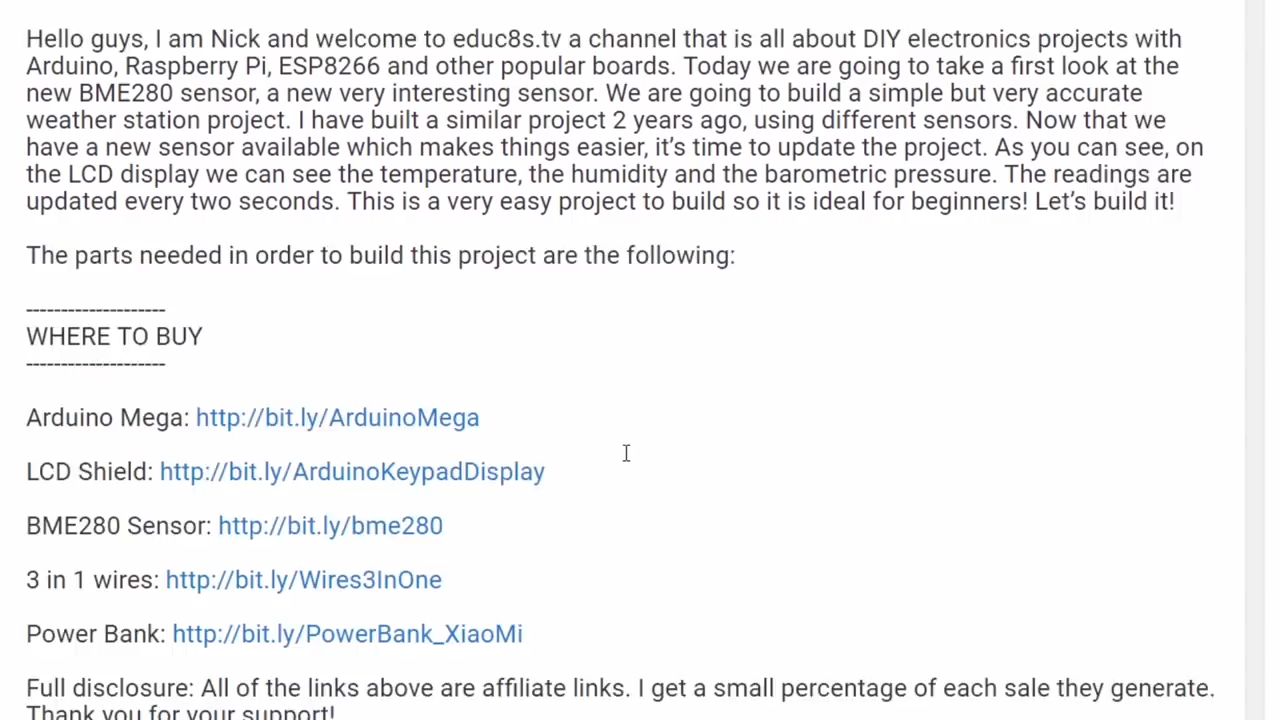 Hello guys, I am Nick and welcome to educ8s.tv a channel that is all about DIY electronics projects with
Arduino, Raspberry Pi, ESP8266 and other popular boards. Today we are going to take a first look at the
new BME280 sensor, a new very interesting sensor. We are going to build a simple but very accurate
weather station project. I have built a similar project 2 years ago, using different sensors. Now that we
have a new sensor available which makes things easier, it’s time to update the project. As you can see, on
the LCD display we can see the temperature, the humidity and the barometric pressure. The readings are
updated every two seconds. This is a very easy project to build so it is ideal for beginners! Let’s build it!
The parts needed in order to build this project are the following:
--------------------
WHERE TO BUY
--------------------
Arduino Mega: http://bit.ly/ArduinoMega
LCD Shield: http://bit.ly/ArduinoKeypadDisplay
BME280 Sensor: http://bit.ly/bme280
3 in 1 wires: http://bit.ly/Wires3InOne
Power Bank: http://bit.ly/PowerBank_XiaoMi
Full disclosure: All of the links above are affiliate links. I get a small percentage of each sale they generate.
Thank you for your support!